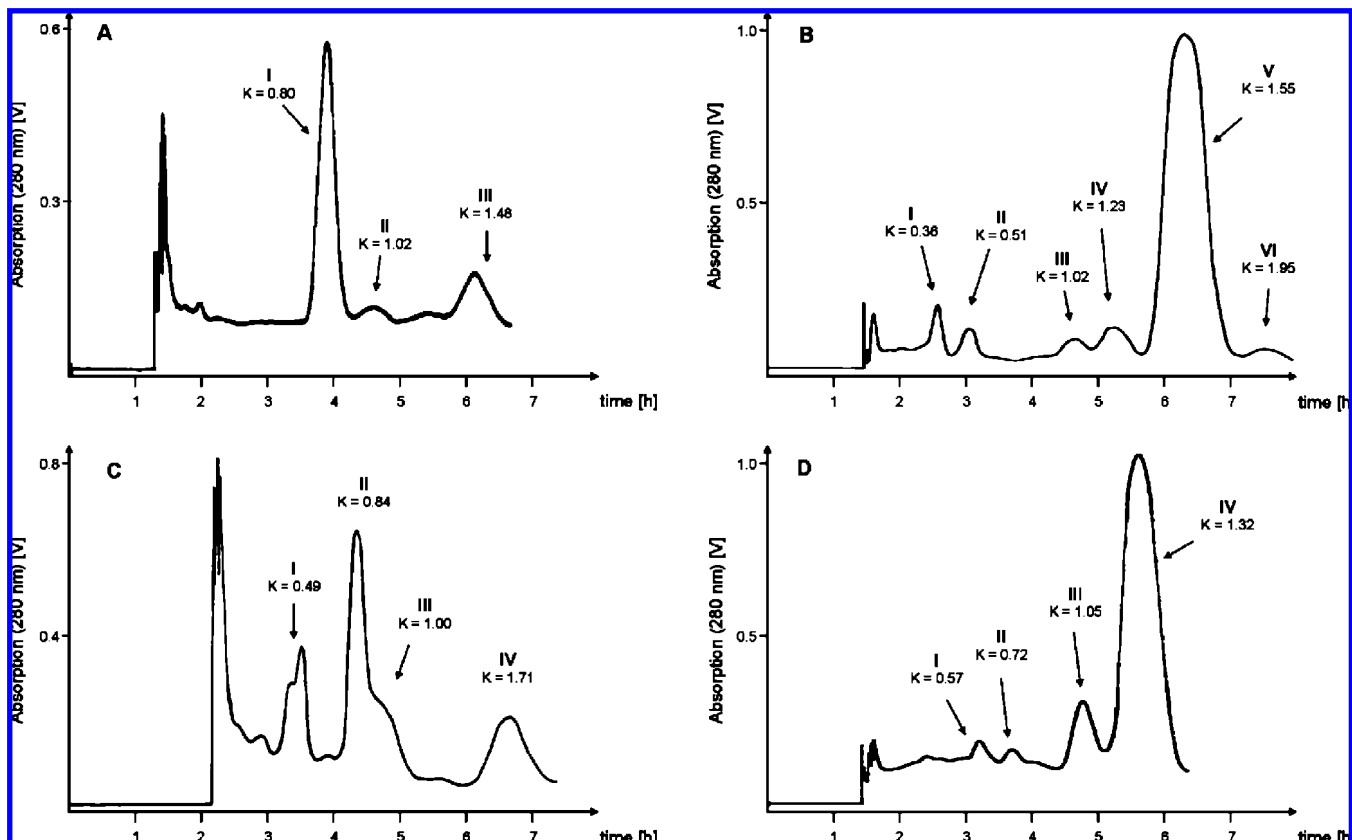 A
0.6
0.3
Absorption (280 nm) [V]
I
K = 0.80
II
K = 1.02
III
K = 1.48
1 2 3 4 5 6 7 time [h]
B
1.0
0.5
Absorption (280 nm) [V]
I
K = 0.36
II
K = 0.51
III
K = 1.02
IV
K = 1.23
V
K = 1.55
VI
K = 1.95
1 2 3 4 5 6 7 time [h
C
0.8
0.4
Absorption (280 nm) [V]
I
K = 0.49
II
K = 0.84
III
K = 1.00
IV
K = 1.71
1 2 3 4 5 6 7 time [h]
D
1.0
0.5
Absorption (280 nm) [V]
I
K = 0.57
II
K = 0.72
III
K = 1.05
IV
K = 1.32
1 2 3 4 5 6 7 time [h